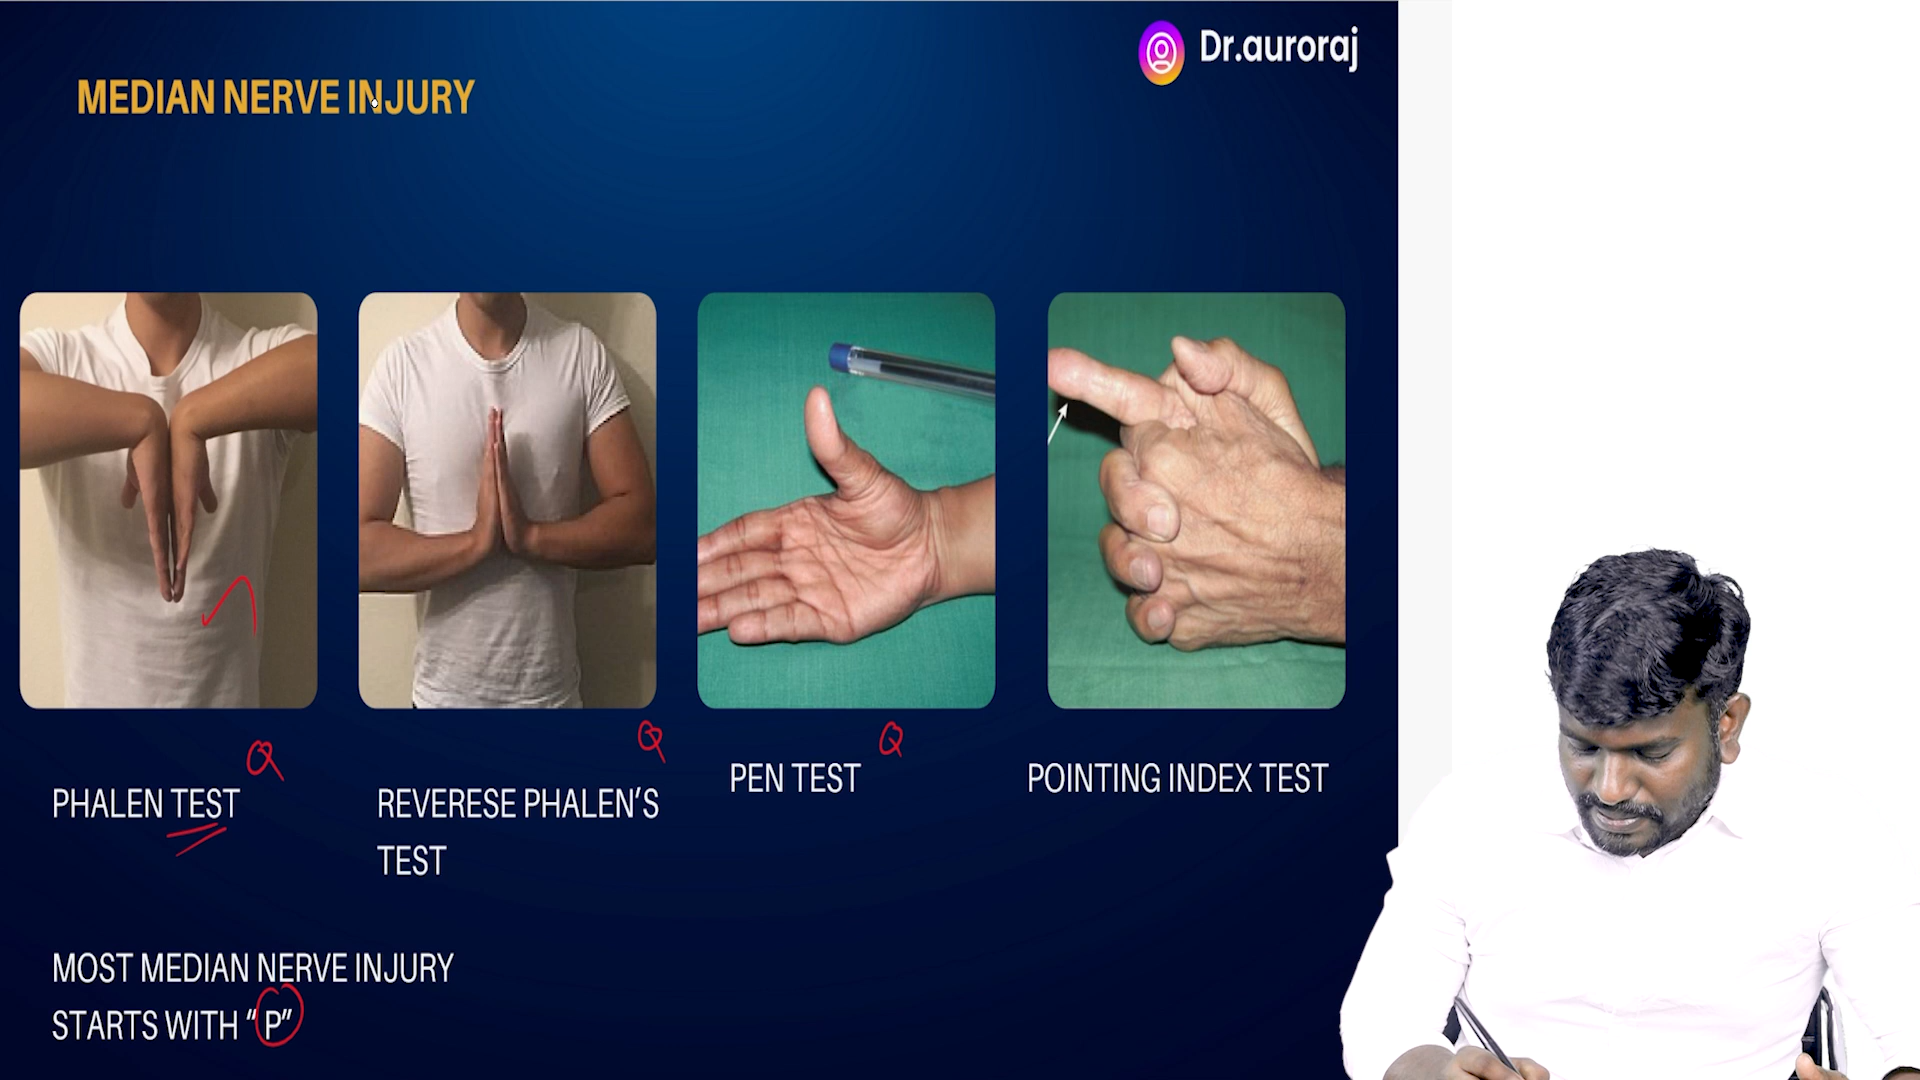 Dr.auroraj
MEDIAN NERVE INJURY
Q
Q
Q
PHALEN TEST
REVERESE PHALEN'S
TEST
PEN TEST
POINTING INDEX TEST
MOST MEDIAN NERVE INJURY
STARTS WITH “P”